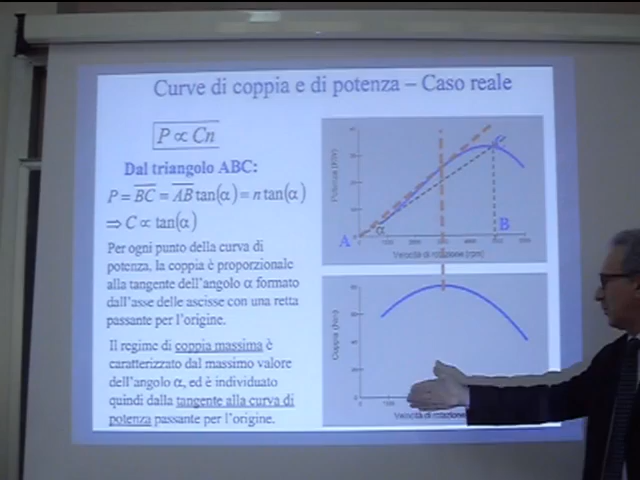 Curve di coppia e di potenza – Caso reale
P ∝ Cn
Dal triangolo ABC:
P = BC = AB tan(α) = n tan(α)
⇒ C ∝ tan(α)
Per ogni punto della curva di
potenza, la coppia è proporzionale
alla tangente dell'angolo α formato
dall'asse delle ascisse con una retta
passante per l'origine.
Il regime di coppia massima è
caratterizzato dal massimo valore
dell'angolo α, ed è individuato
quindi dalla tangente alla curva di
potenza passante per l'origine.
Potenza (kW)
C
A
α
B
Velocità di rotazione (rpm)
Coppia (Nm)
Velocità di rotazione